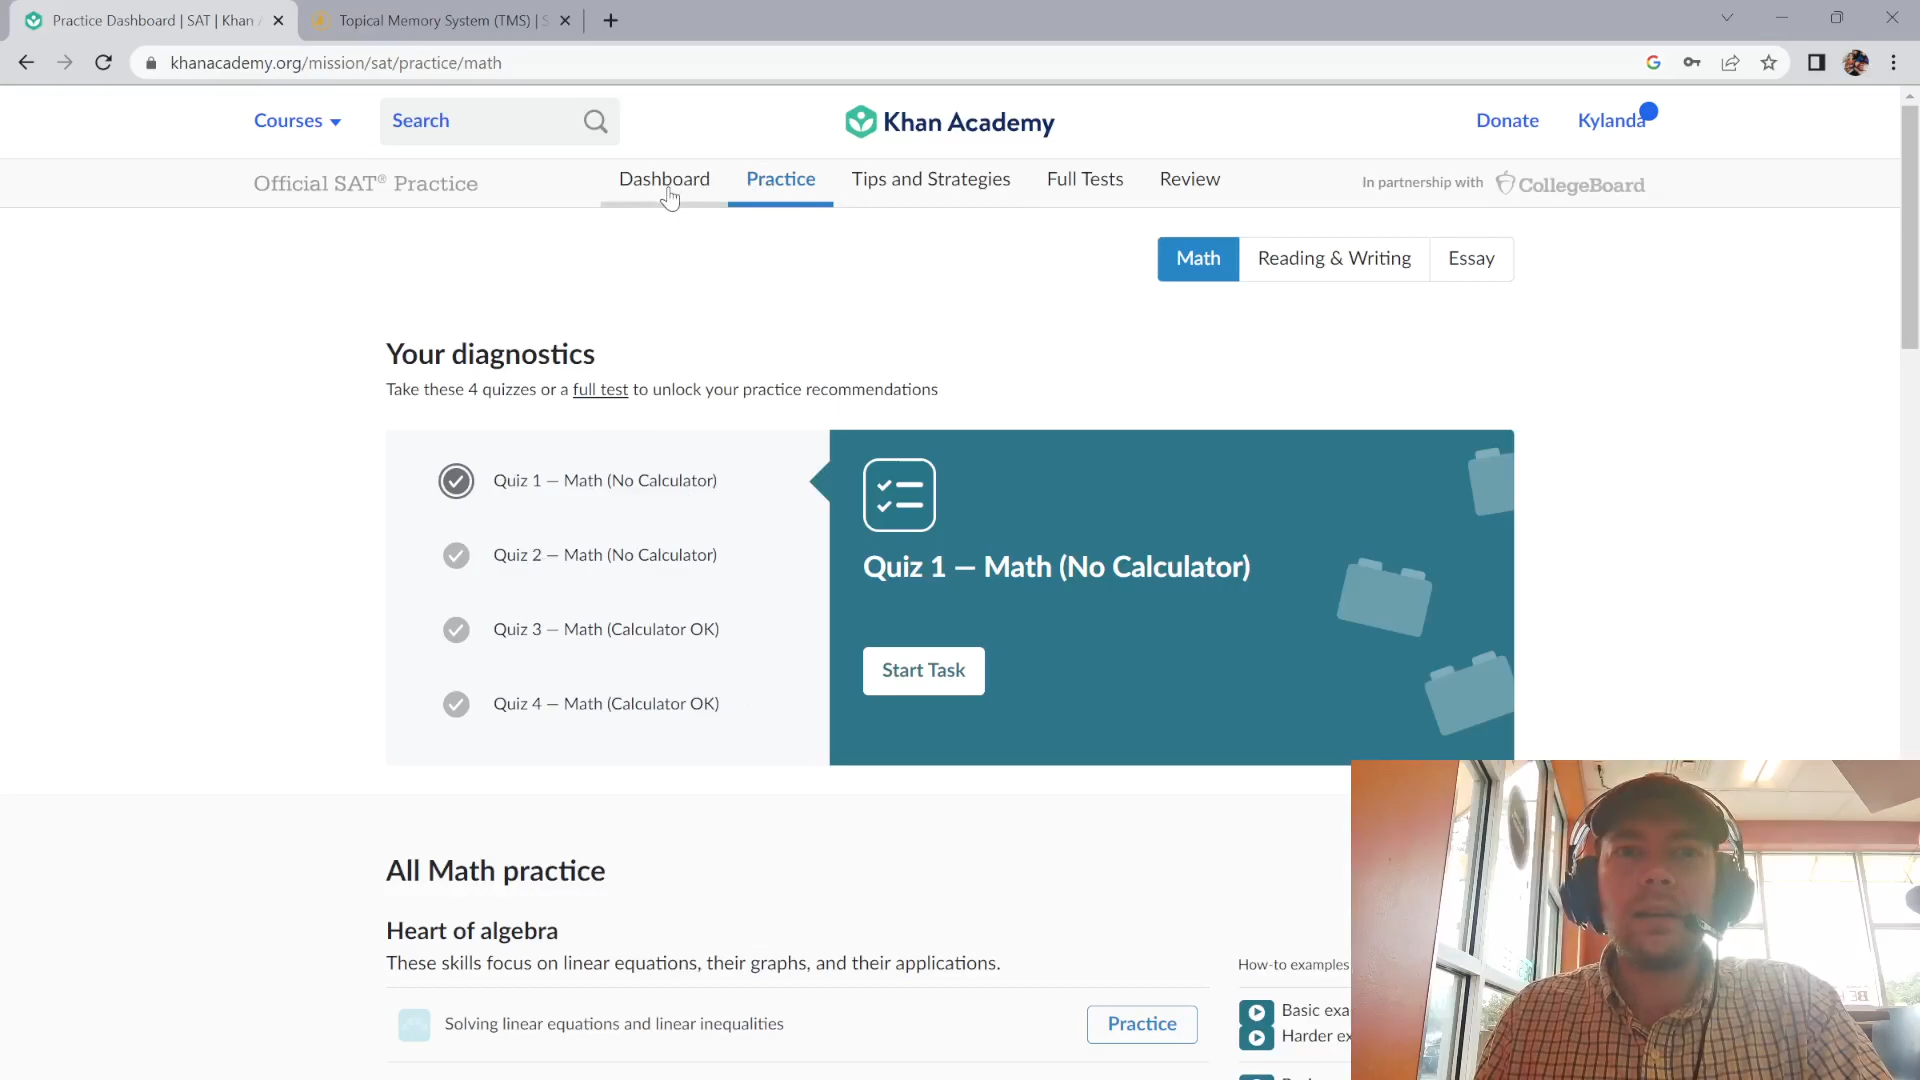 Practice Dashboard | SAT | Khan A
Topical Memory System (TMS) | S
khanacademy.org/mission/sat/practice/math
Courses
Search
Khan Academy
Donate
Kylanda
Official SAT® Practice
Dashboard
Practice
Tips and Strategies
Full Tests
Review
In partnership with
CollegeBoard
Math
Reading & Writing
Essay
Your diagnostics
Take these 4 quizzes or a full test to unlock your practice recommendations
Quiz 1 — Math (No Calculator)
Quiz 2 — Math (No Calculator)
Quiz 3 — Math (Calculator OK)
Quiz 4 — Math (Calculator OK)
Quiz 1 — Math (No Calculator)
Start Task
All Math practice
Heart of algebra
These skills focus on linear equations, their graphs, and their applications.
How-to examples
Solving linear equations and linear inequalities
Practice
Basic exa
Harder ex